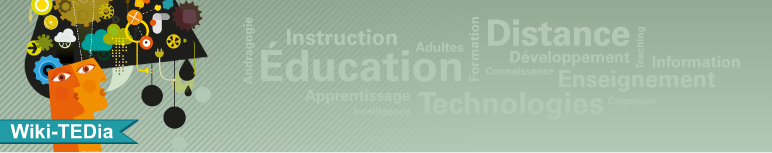 Andragogie
Instruction
Adultes
Formation
Distance
Teaching
Éducation
Développement
Information
Connaissance
Enseignement
Apprentissage
Technologies
Cognition
Intelligence
Wiki-TEDia